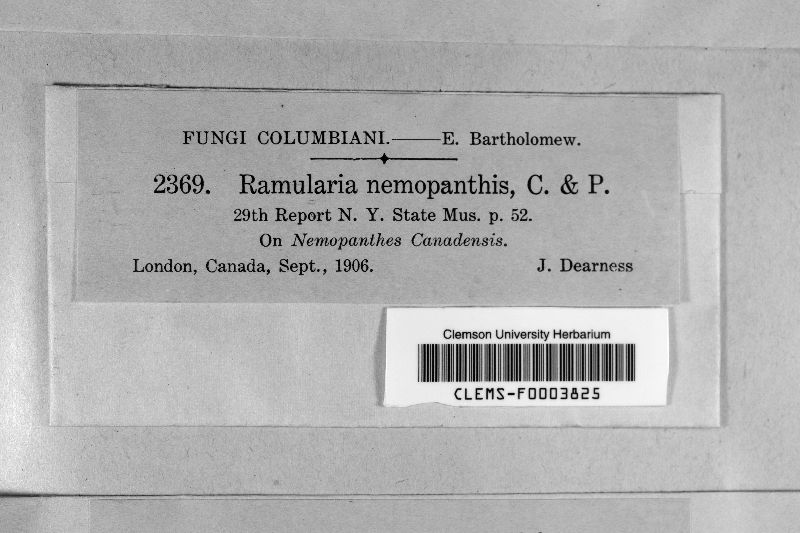 FUNGI COLUMBIANI.——E. Bartholomew.
2369. Ramularia nemopanthis, C. & P.
29th Report N. Y. State Mus. p. 52.
On Nemopanthes Canadensis.
London, Canada, Sept., 1906. J. Dearness
Clemson University Herbarium
CLEMS-F0003825